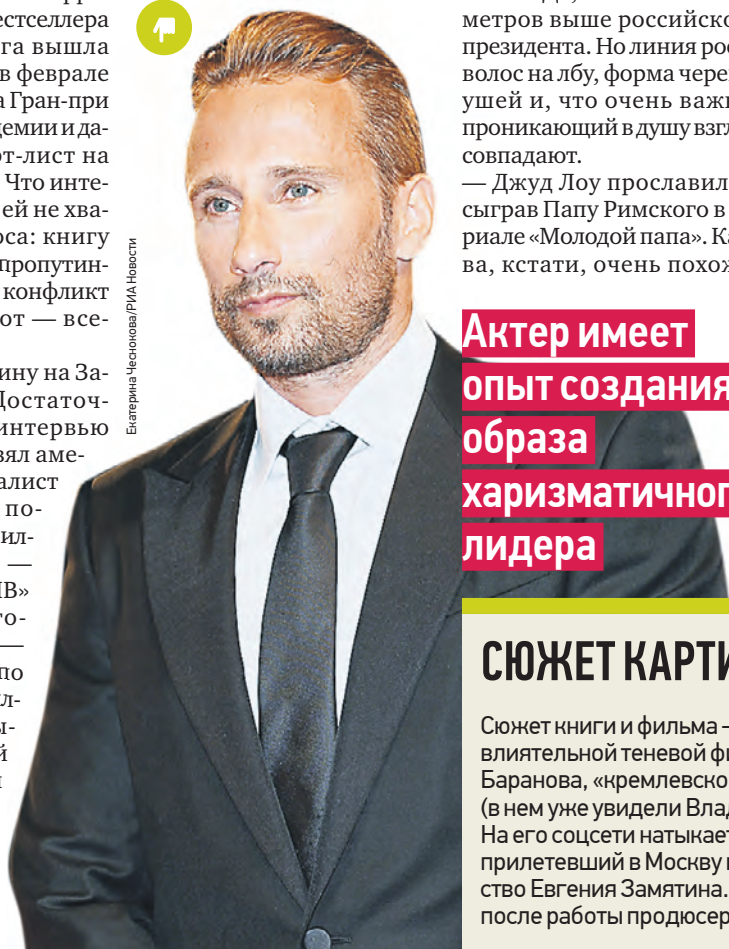 естселлера
га вышла
в феврале
а Гран-при
демии и да-
рт-лист на
Что инте-
ей не хва-
оса: книгу
пропутин-
конфликт
от — все-
ину на За-
Достаточ-
интервью
зял аме-
алист
по-
ил-
—
В»
го-
—
по
л-
ы-
й
Екатерина Чеснокова/РИА Новости
метров выше российско
президента. Но линия рос
волос на лбу, форма чере
ушей и, что очень важ
проникающий в душу взгл
совпадают.
— Джуд Лоу прославил
сыграв Папу Римского в
риале «Молодой папа». Ка
ва, кстати, очень похож
Актер имеет
опыт создания
образа
харизматичног
лидера
СЮЖЕТ КАРТИ
Сюжет книги и фильма –
влиятельной теневой фи
Баранова, «кремлевско
(в нем уже увидели Влад
На его соцсети натыкает
прилетевший в Москву
ство Евгения Замятина.
после работы продюсер